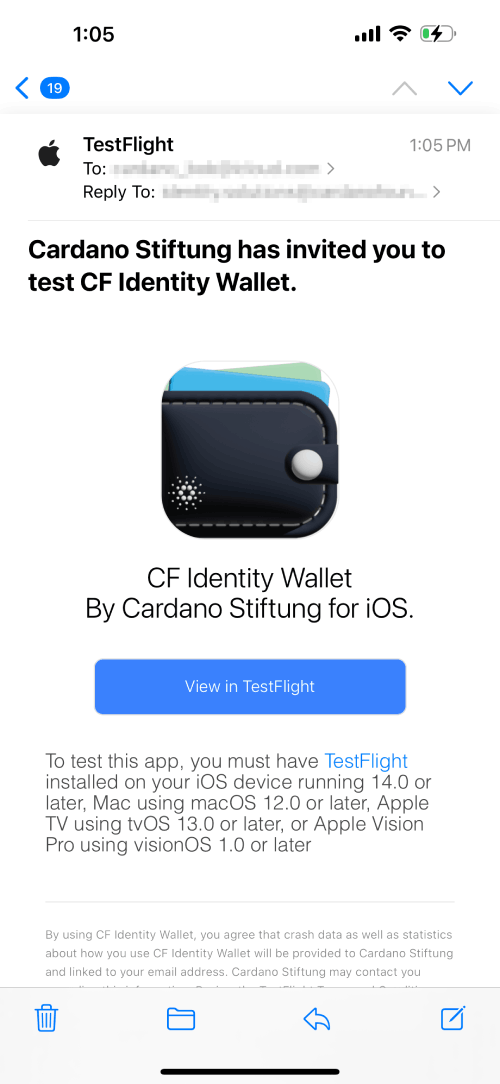 1:05
19
TestFlight
1:05 PM
To:
Reply To:
Cardano Stiftung has invited you to
test CF Identity Wallet.
CF Identity Wallet
By Cardano Stiftung for iOS.
View in TestFlight
To test this app, you must have TestFlight
installed on your iOS device running 14.0 or
later, Mac using macOS 12.0 or later, Apple
TV using tvOS 13.0 or later, or Apple Vision
Pro using visionOS 1.0 or later
By using CF Identity Wallet, you agree that crash data as well as statistics
about how you use CF Identity Wallet will be provided to Cardano Stiftung
and linked to your email address. Cardano Stiftung may contact you